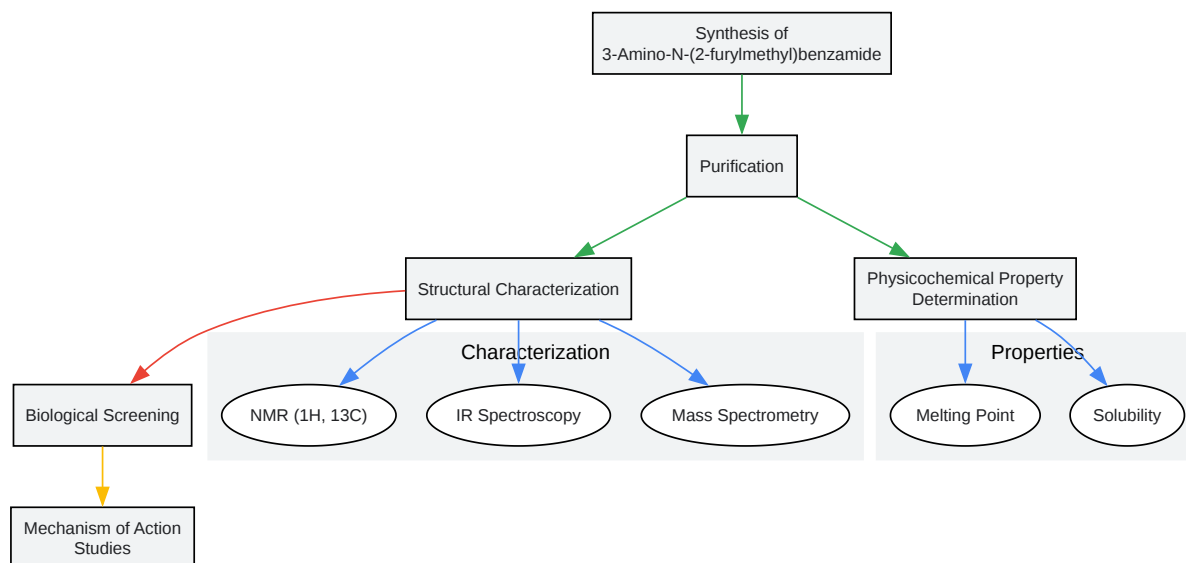 Synthesis of
3-Amino-N-(2-furylmethyl)benzamide
Purification
Structural Characterization
Physicochemical Property
Determination
Characterization
Properties
Biological Screening
NMR (1H, 13C)
IR Spectroscopy
Mass Spectrometry
Melting Point
Solubility
Mechanism of Action
Studies